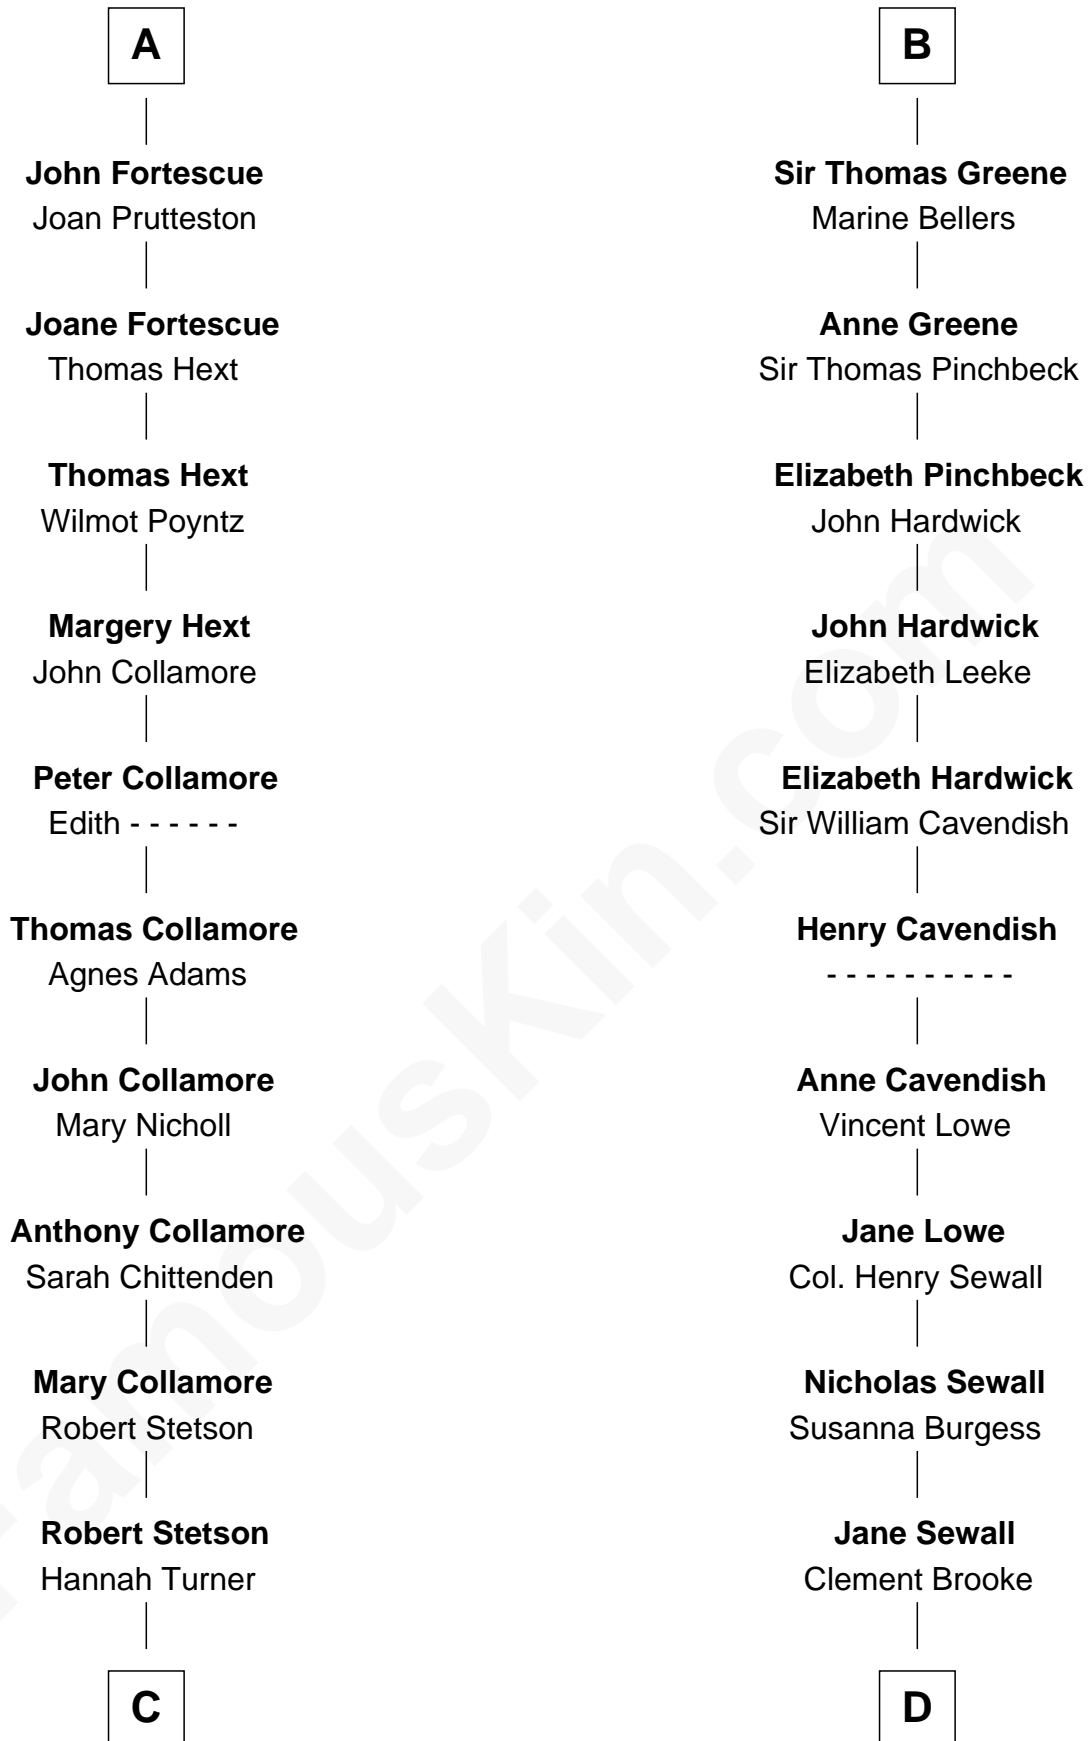 A
John Fortescue
Joan Prutteston
Joane Fortescue
Thomas Hext
Thomas Hext
Wilmot Poyntz
Margery Hext
John Collamore
Peter Collamore
Edith - - - - - -
Thomas Collamore
Agnes Adams
John Collamore
Mary Nicholl
Anthony Collamore
Sarah Chittenden
Mary Collamore
Robert Stetson
Robert Stetson
Hannah Turner
C
B
Sir Thomas Greene
Marine Bellers
Anne Greene
Sir Thomas Pinchbeck
Elizabeth Pinchbeck
John Hardwick
John Hardwick
Elizabeth Leeke
Elizabeth Hardwick
Sir William Cavendish
Henry Cavendish
- - - - - - - - - -
Anne Cavendish
Vincent Lowe
Jane Lowe
Col. Henry Sewall
Nicholas Sewall
Susanna Burgess
Jane Sewall
Clement Brooke
D
FamousKin.com